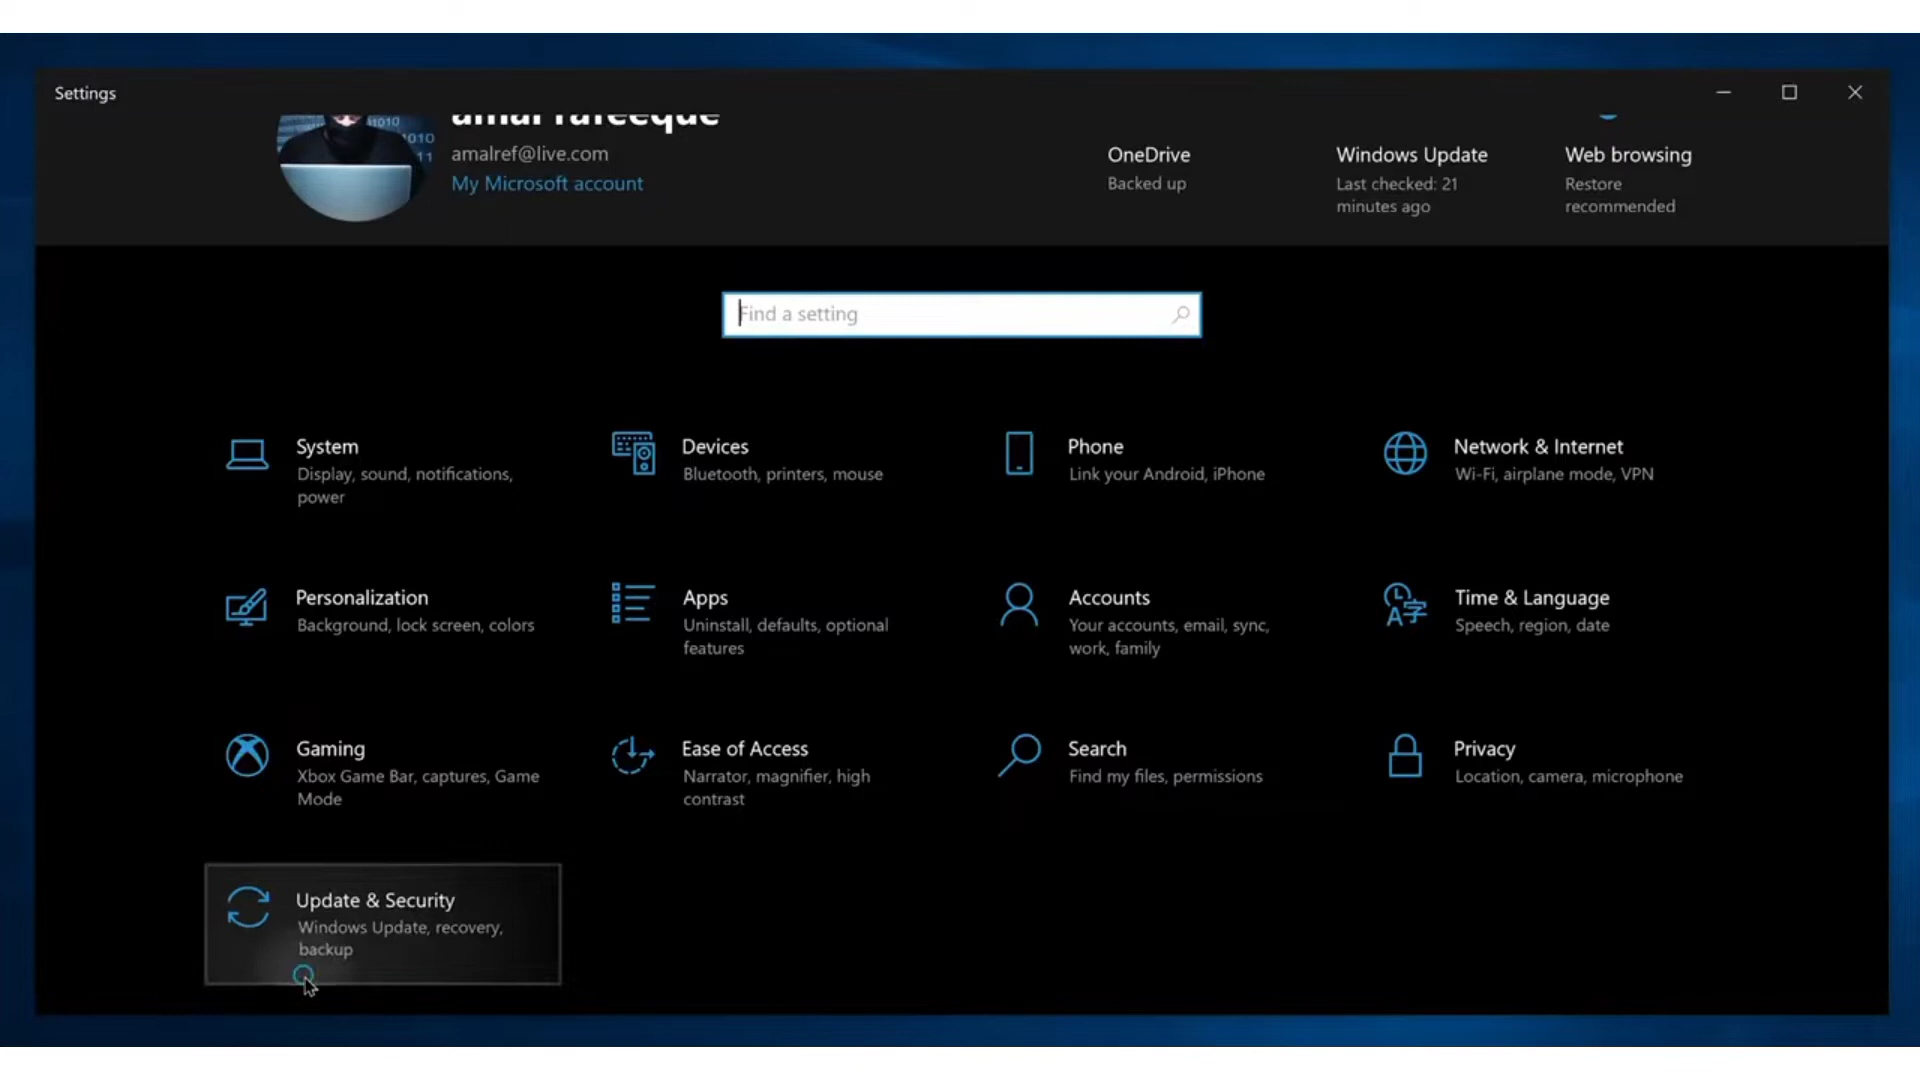 Settings
amal rafeeque
amalref@live.com
My Microsoft account
OneDrive
Backed up
Windows Update
Last checked: 21
minutes ago
Web browsing
Restore
recommended
Find a setting
System
Display, sound, notifications,
power
Devices
Bluetooth, printers, mouse
Phone
Link your Android, iPhone
Network & Internet
Wi-Fi, airplane mode, VPN
Personalization
Background, lock screen, colors
Apps
Uninstall, defaults, optional
features
Accounts
Your accounts, email, sync,
work, family
Time & Language
Speech, region, date
Gaming
Xbox Game Bar, captures, Game
Mode
Ease of Access
Narrator, magnifier, high
contrast
Search
Find my files, permissions
Privacy
Location, camera, microphone
Update & Security
Windows Update, recovery,
backup